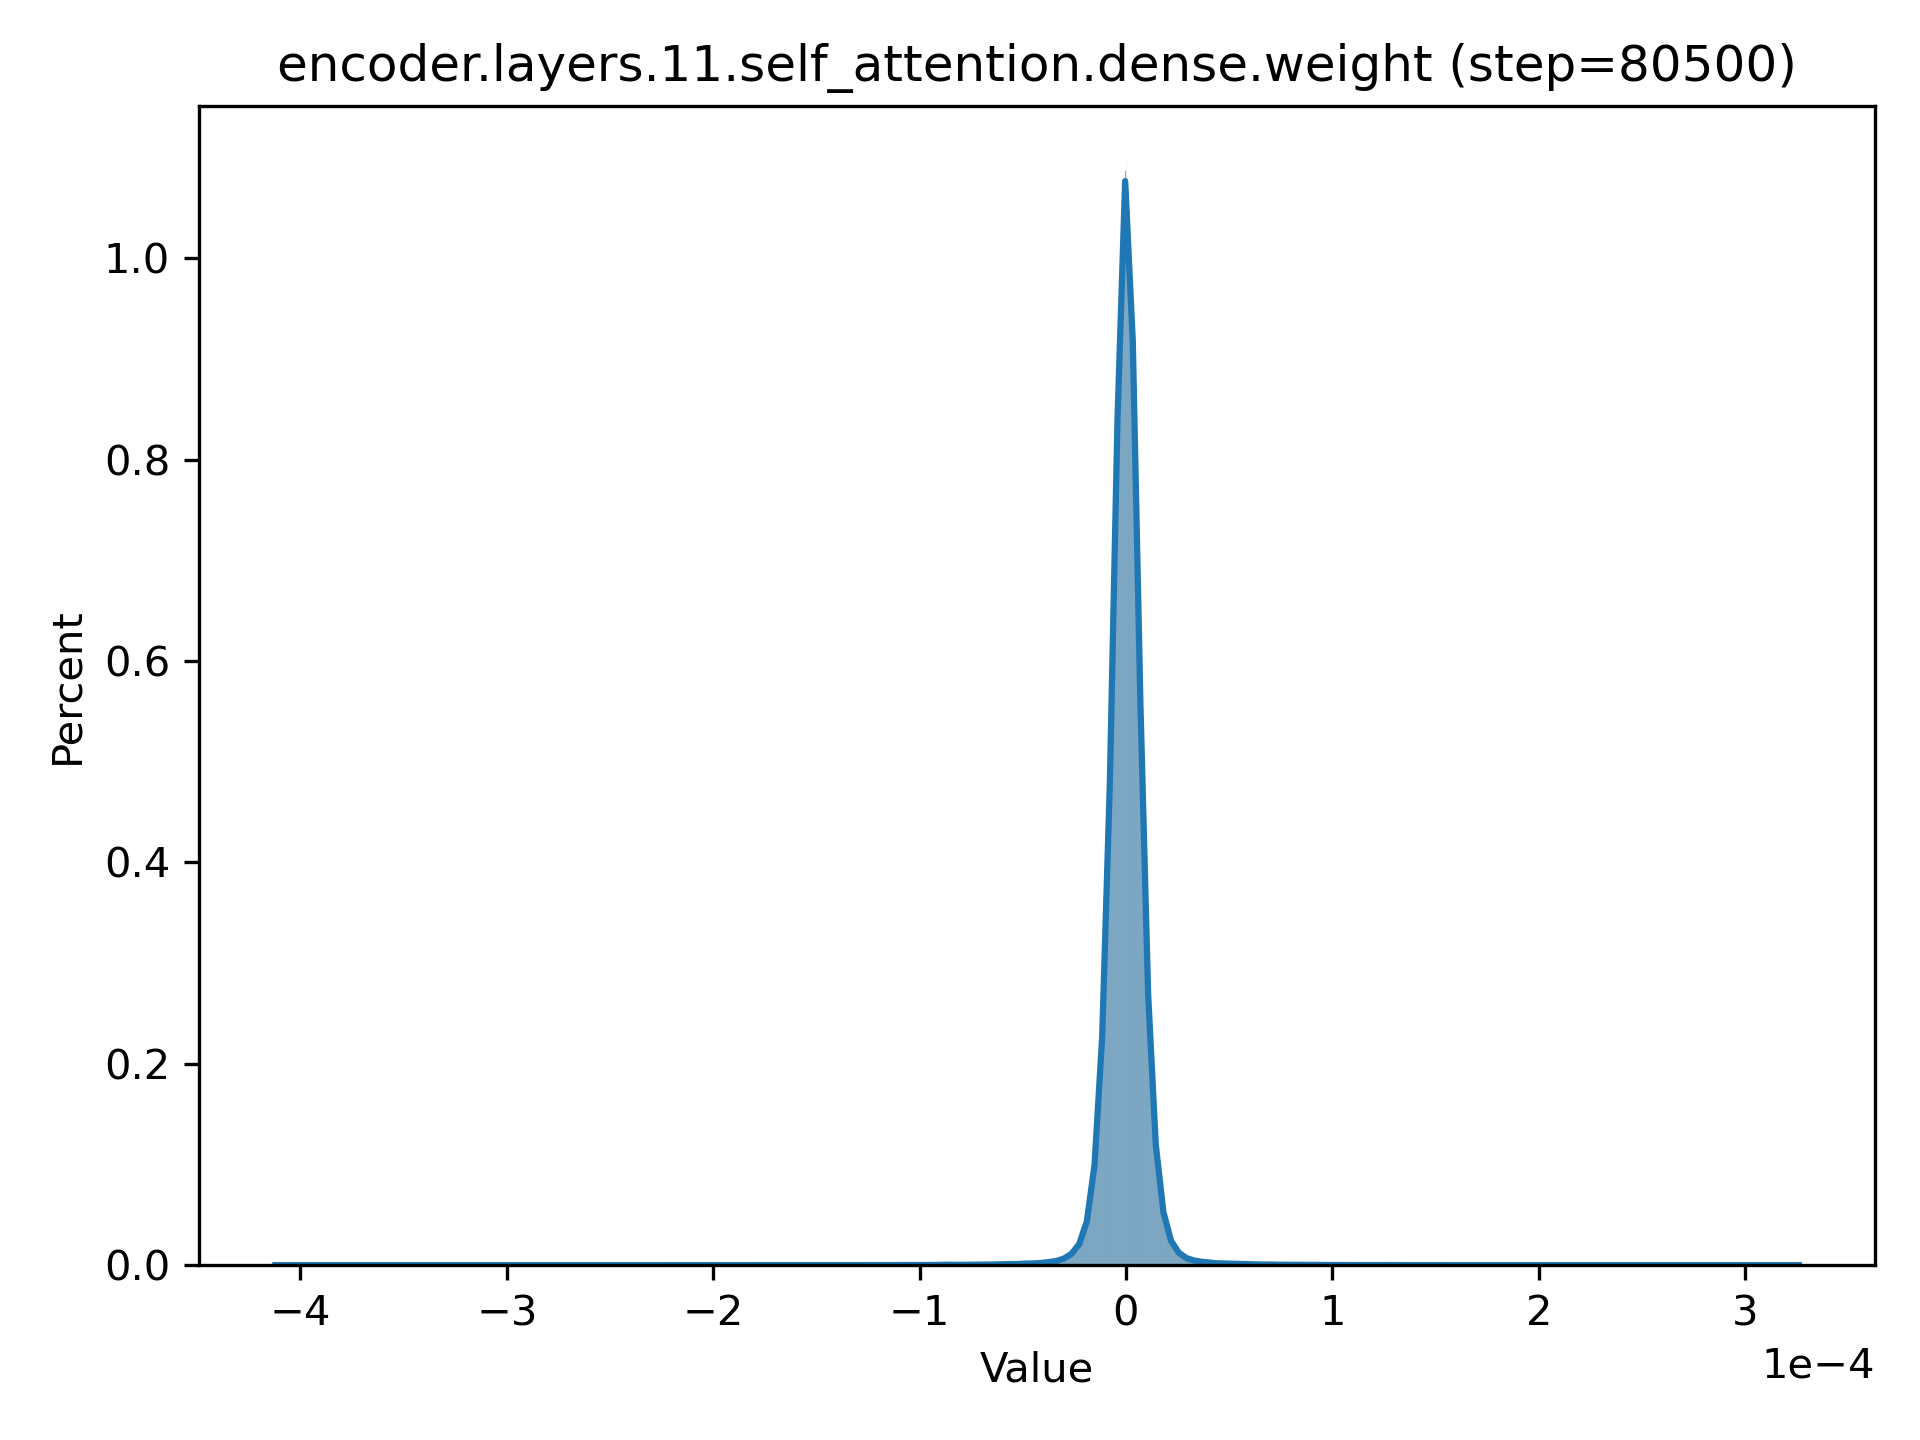 encoder.layers.11.self_attention.dense.weight (step=80500)
1.0
0.8
0.6
0.4
0.2
0.0
Percent
−4 −3 −2 −1 0 1 2 3
1e−4
Value